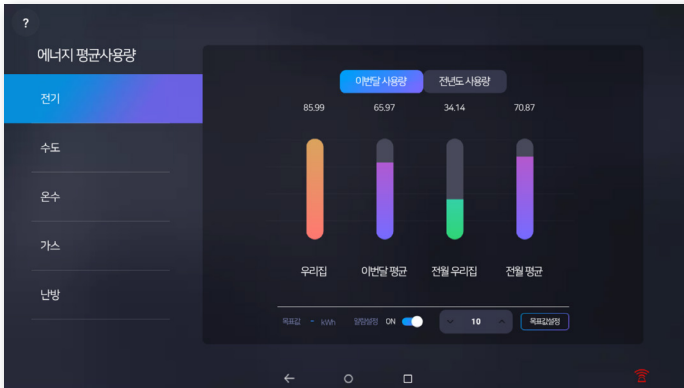 ?
에너지 평균사용량
전기
수도
온수
가스
난방
이번달 사용량 전년도 사용량
85.99 65.97 34.14 70.87
우리집 이번달 평균 전월 우리집 전월 평균
목표값 - kWh 알람설정 ON 10 목표값설정